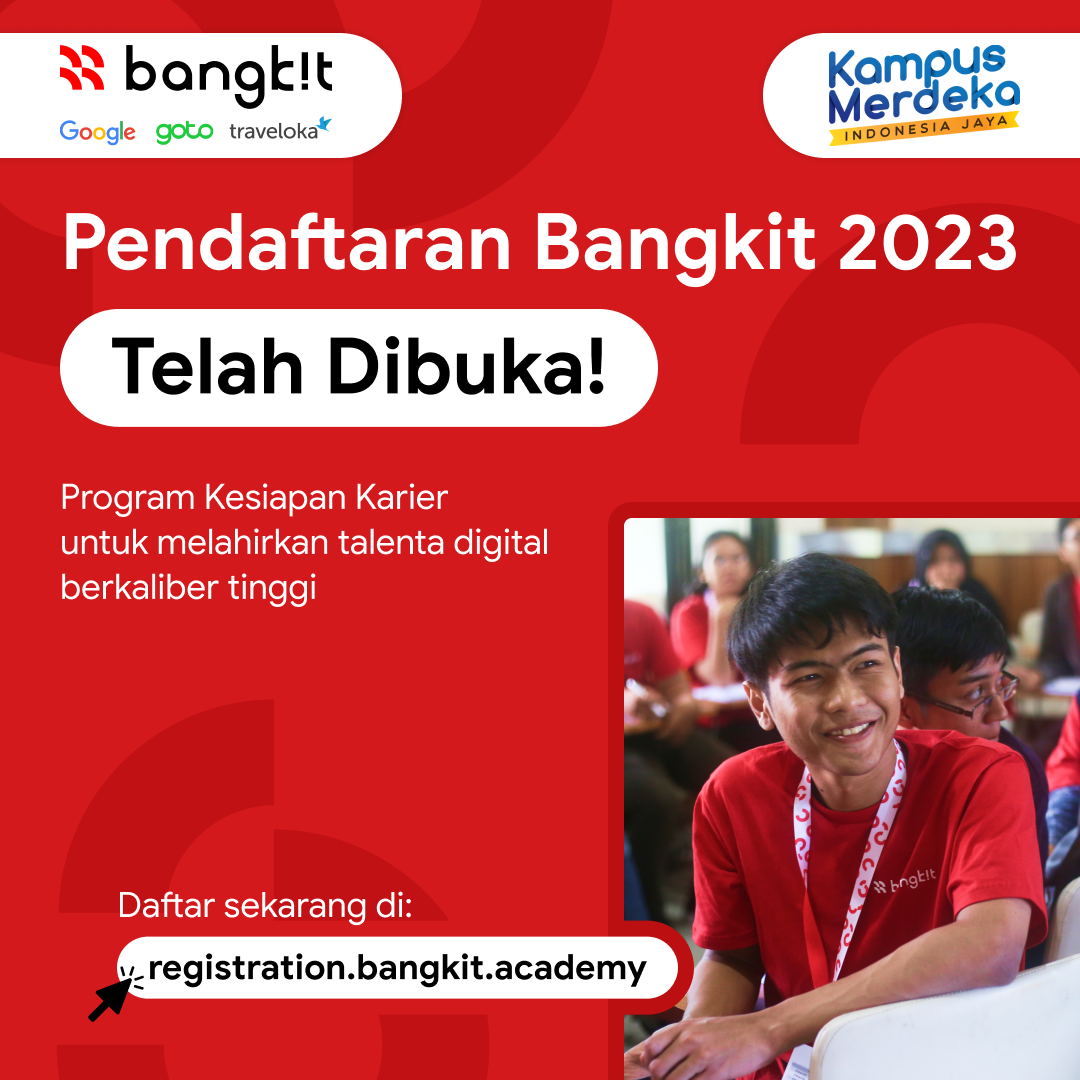 bangk!t
Google goto traveloka
Kampus
Merdeka
INDONESIA JAYA
Pendaftaran Bangkit 2023
Telah Dibuka!
Program Kesiapan Karier
untuk melahirkan talenta digital
berkaliber tinggi
bangk!t
Daftar sekarang di:
registration.bangkit.academy